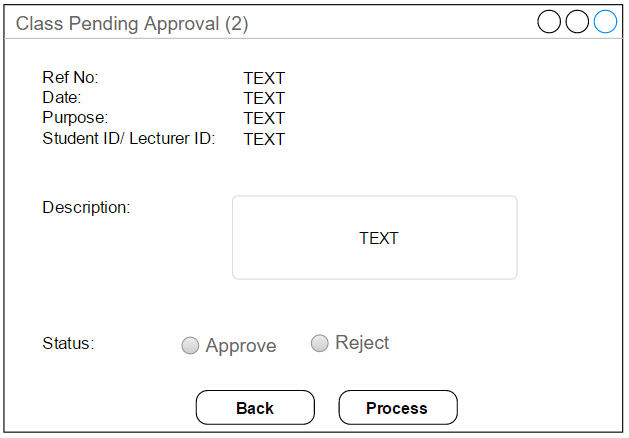 Class Pending Approval (2)
Ref No: TEXT
Date: TEXT
Purpose: TEXT
Student ID/ Lecturer ID: TEXT
Description: TEXT
Status: Approve Reject
Back Process